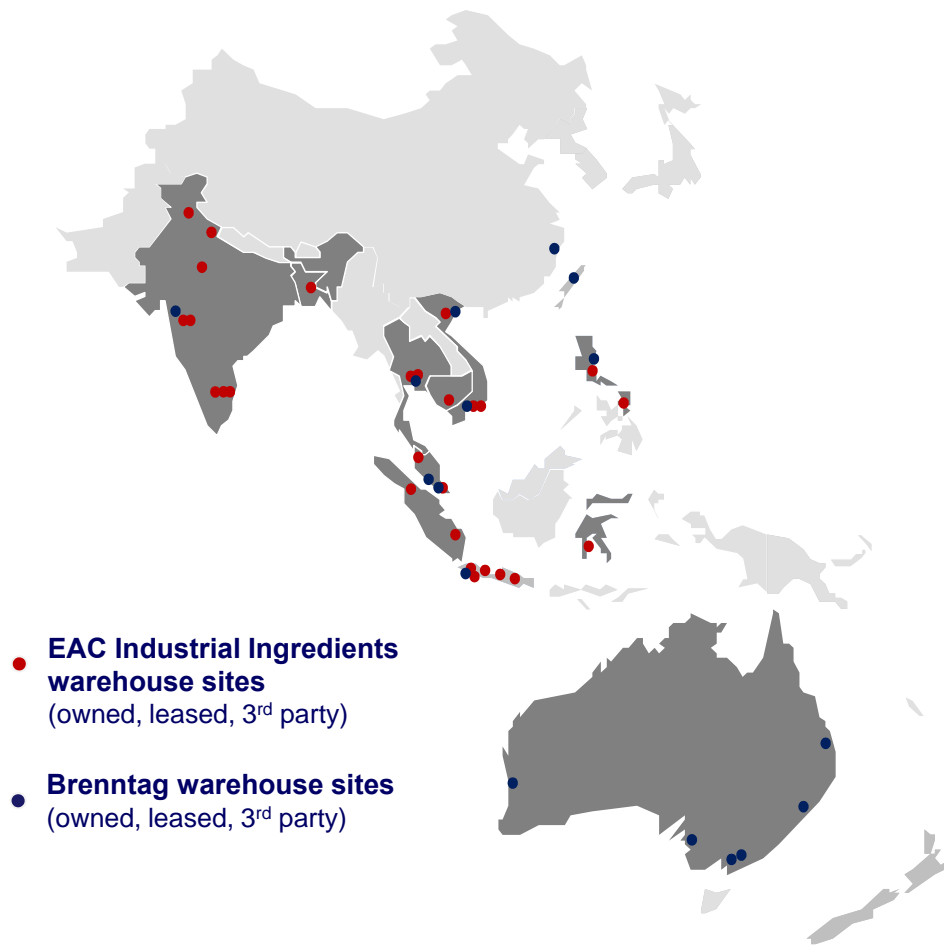 EAC Industrial Ingredients
warehouse sites
(owned, leased, 3rd party)
Brenntag warehouse sites
(owned, leased, 3rd party)